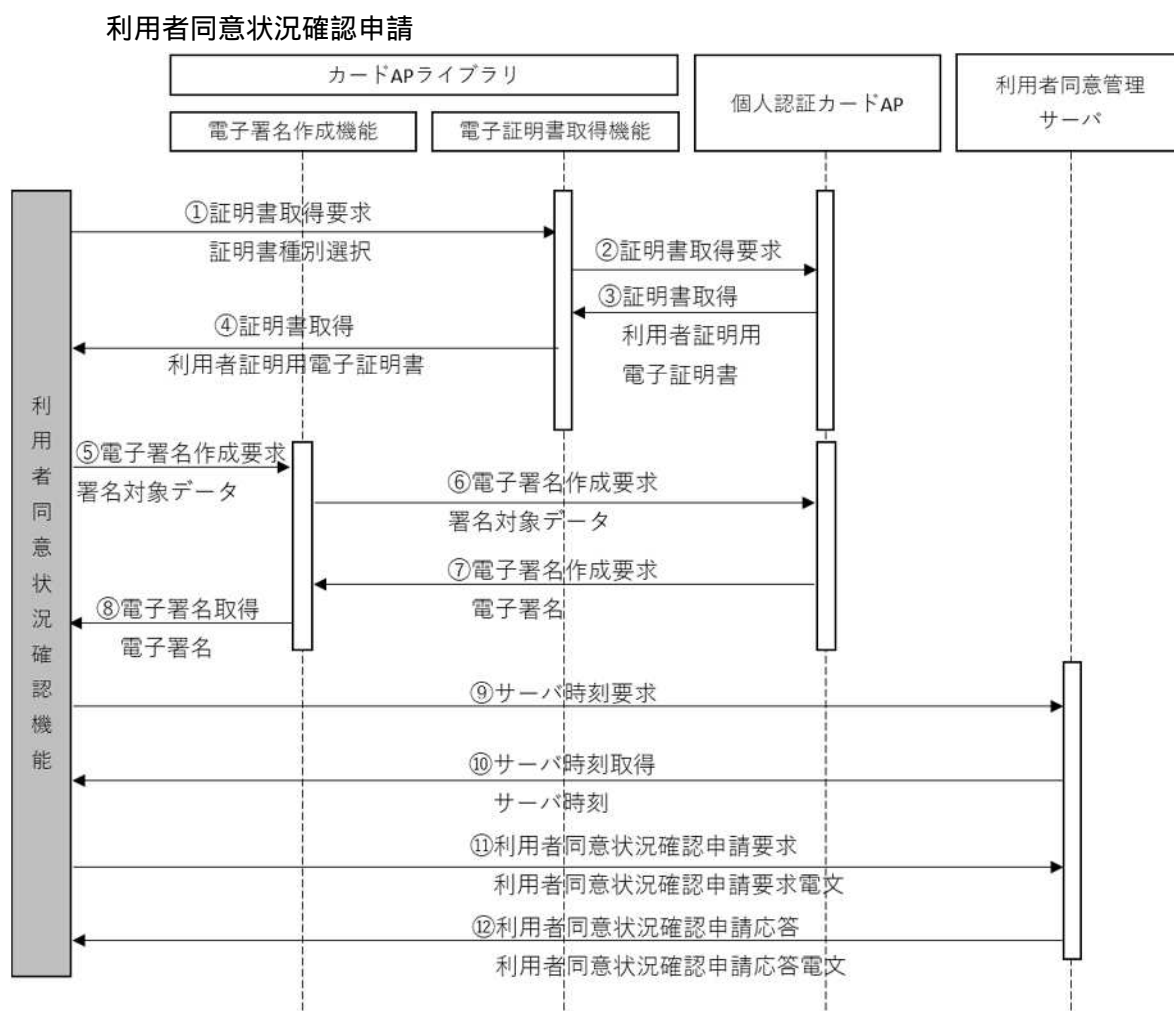 利用者同意状況確認申請
カードAPライブラリ
個人認証カードAP
利用者同意管理
サーバ
電子署名作成機能
電子証明書取得機能
利用者同意状況確認機能
①証明書取得要求
証明書種別選択
②証明書取得要求
③証明書取得
利用者証明用
電子証明書
④証明書取得
利用者証明用電子証明書
⑤電子署名作成要求
署名対象データ
⑥電子署名作成要求
署名対象データ
⑦電子署名作成要求
電子署名
⑧電子署名取得
電子署名
⑨サーバ時刻要求
⑩サーバ時刻取得
サーバ時刻
⑪利用者同意状況確認申請要求
利用者同意状況確認申請要求電文
⑫利用者同意状況確認申請応答
利用者同意状況確認申請応答電文